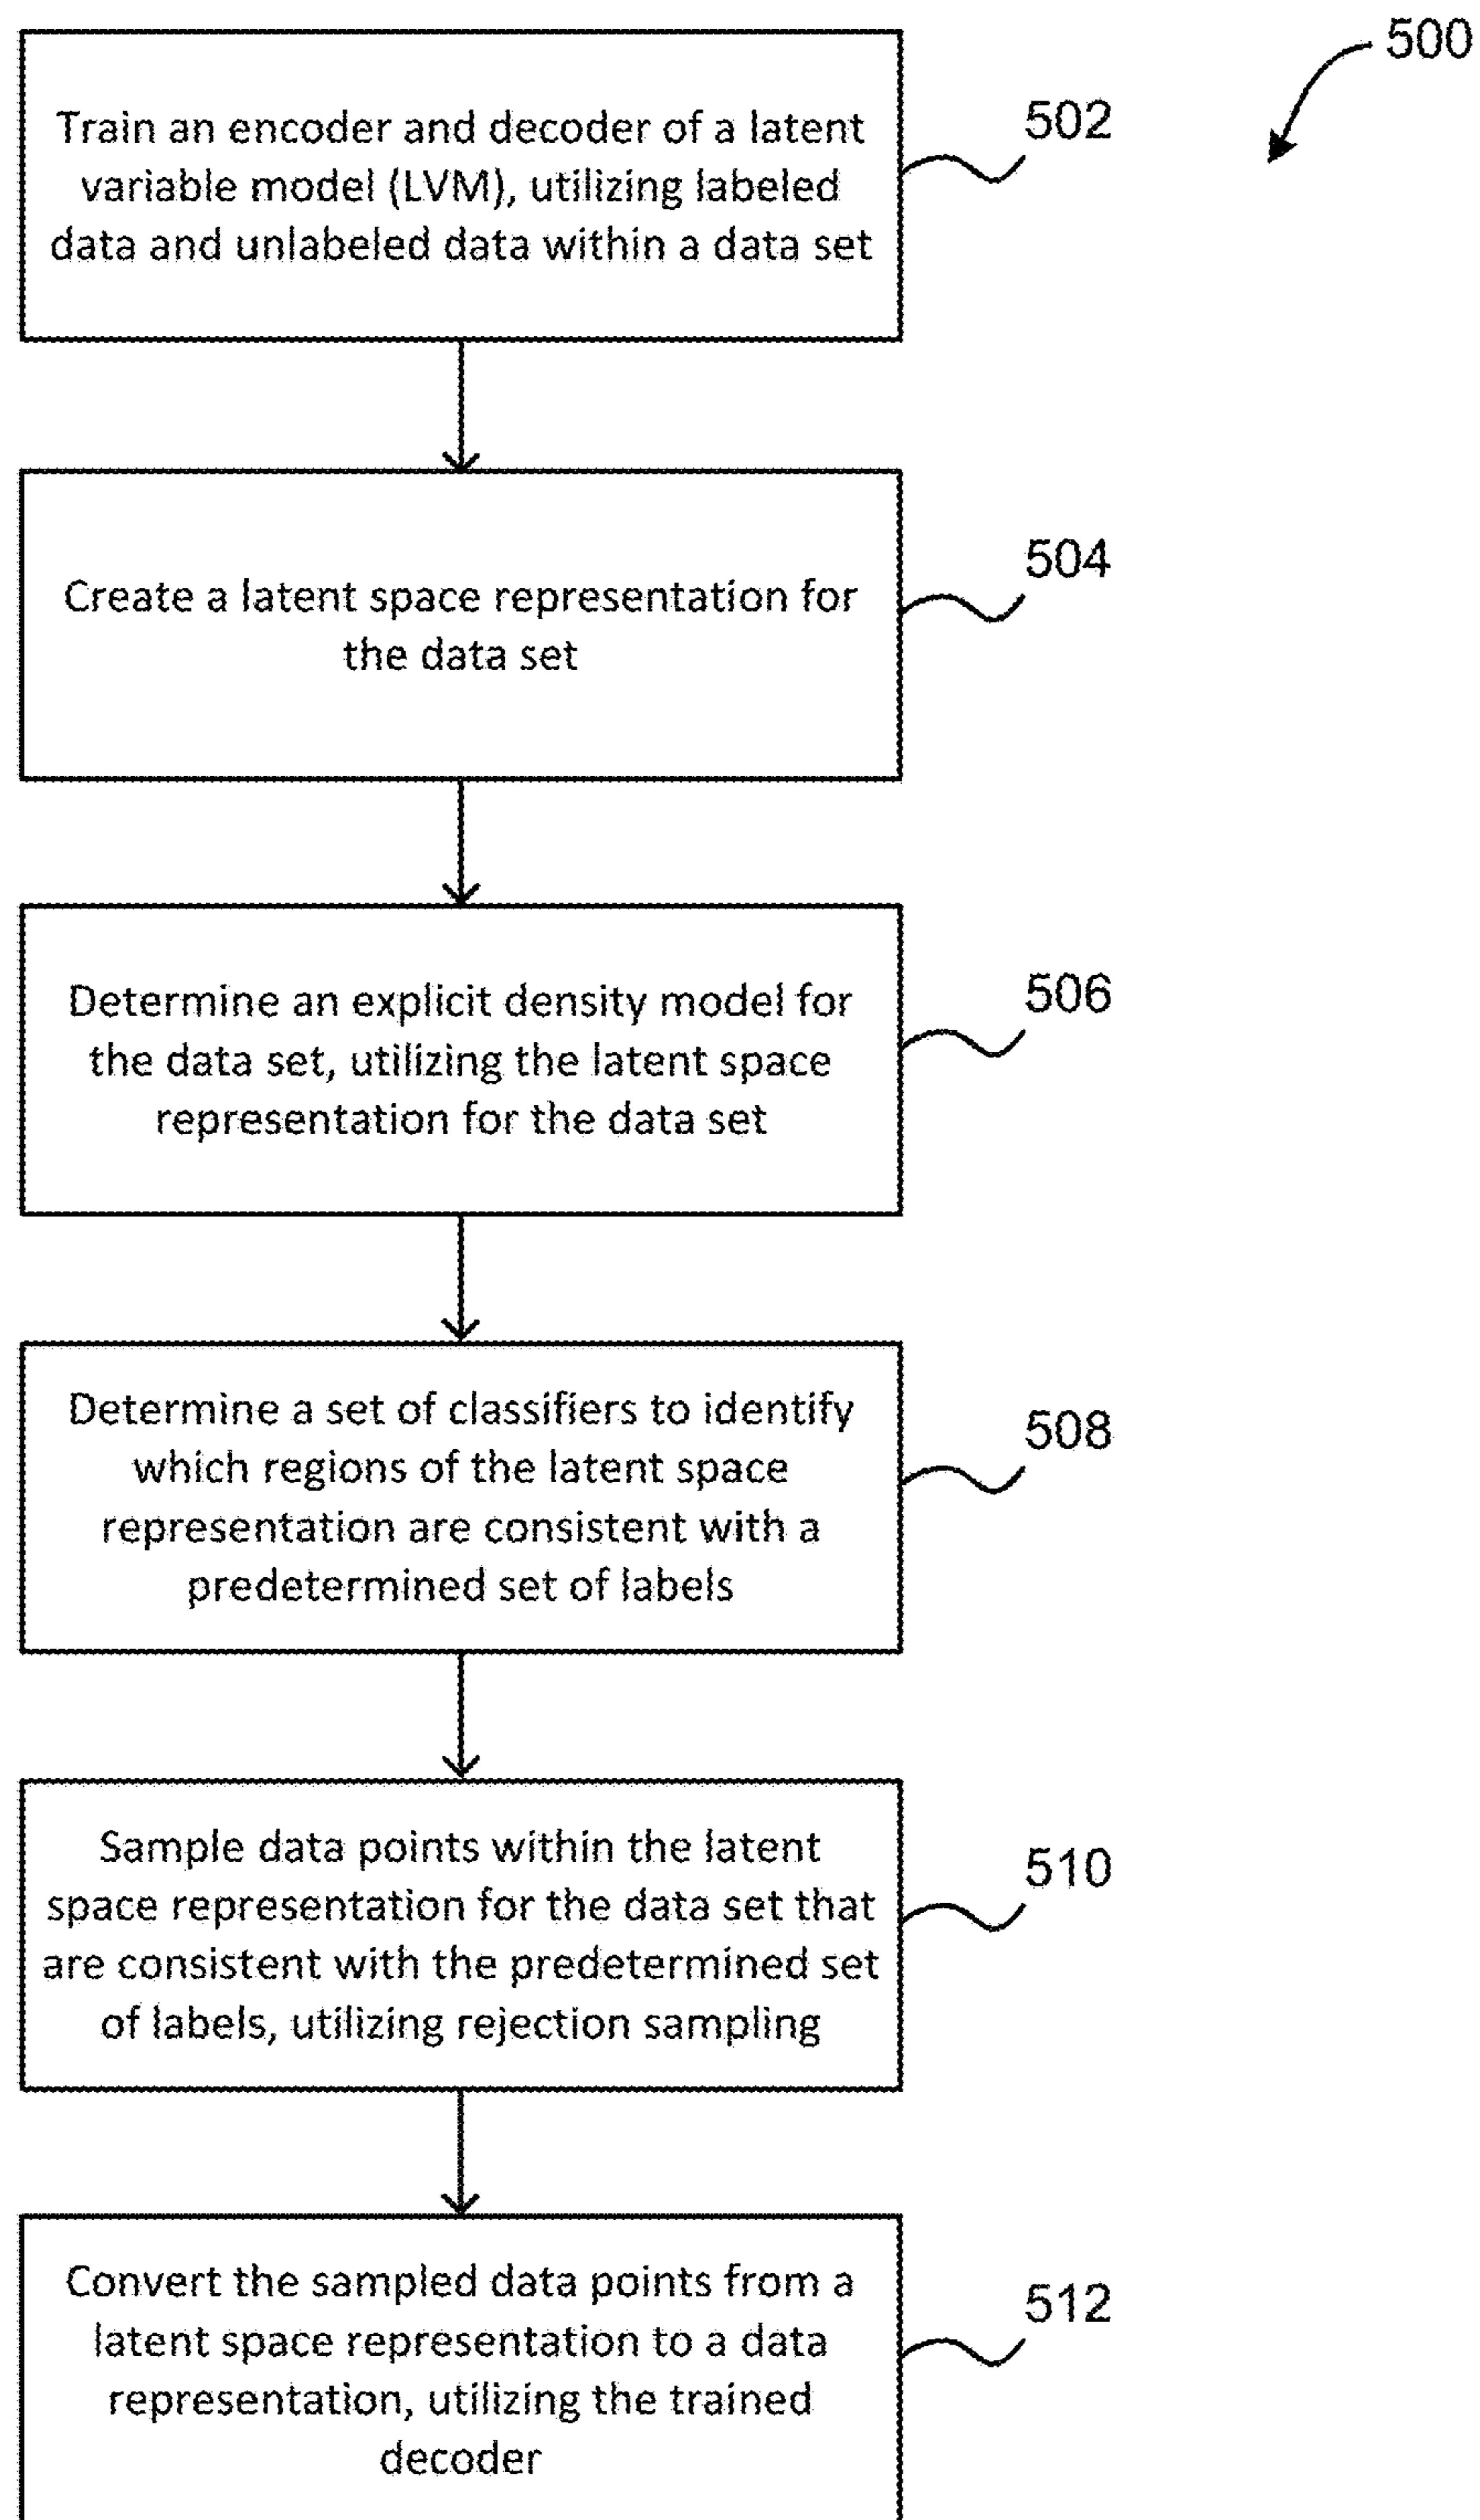 500
Train an encoder and decoder of a latent
variable model (LVM), utilizing labeled
data and unlabeled data within a data set
502
Create a latent space representation for
the data set
504
Determine an explicit density model for
the data set, utilizing the latent space
representation for the data set
506
Determine a set of classifiers to identify
which regions of the latent space
representation are consistent with a
predetermined set of labels
508
Sample data points within the latent
space representation for the data set that
are consistent with the predetermined set
of labels, utilizing rejection sampling
510
Convert the sampled data points from a
latent space representation to a data
representation, utilizing the trained
decoder
512